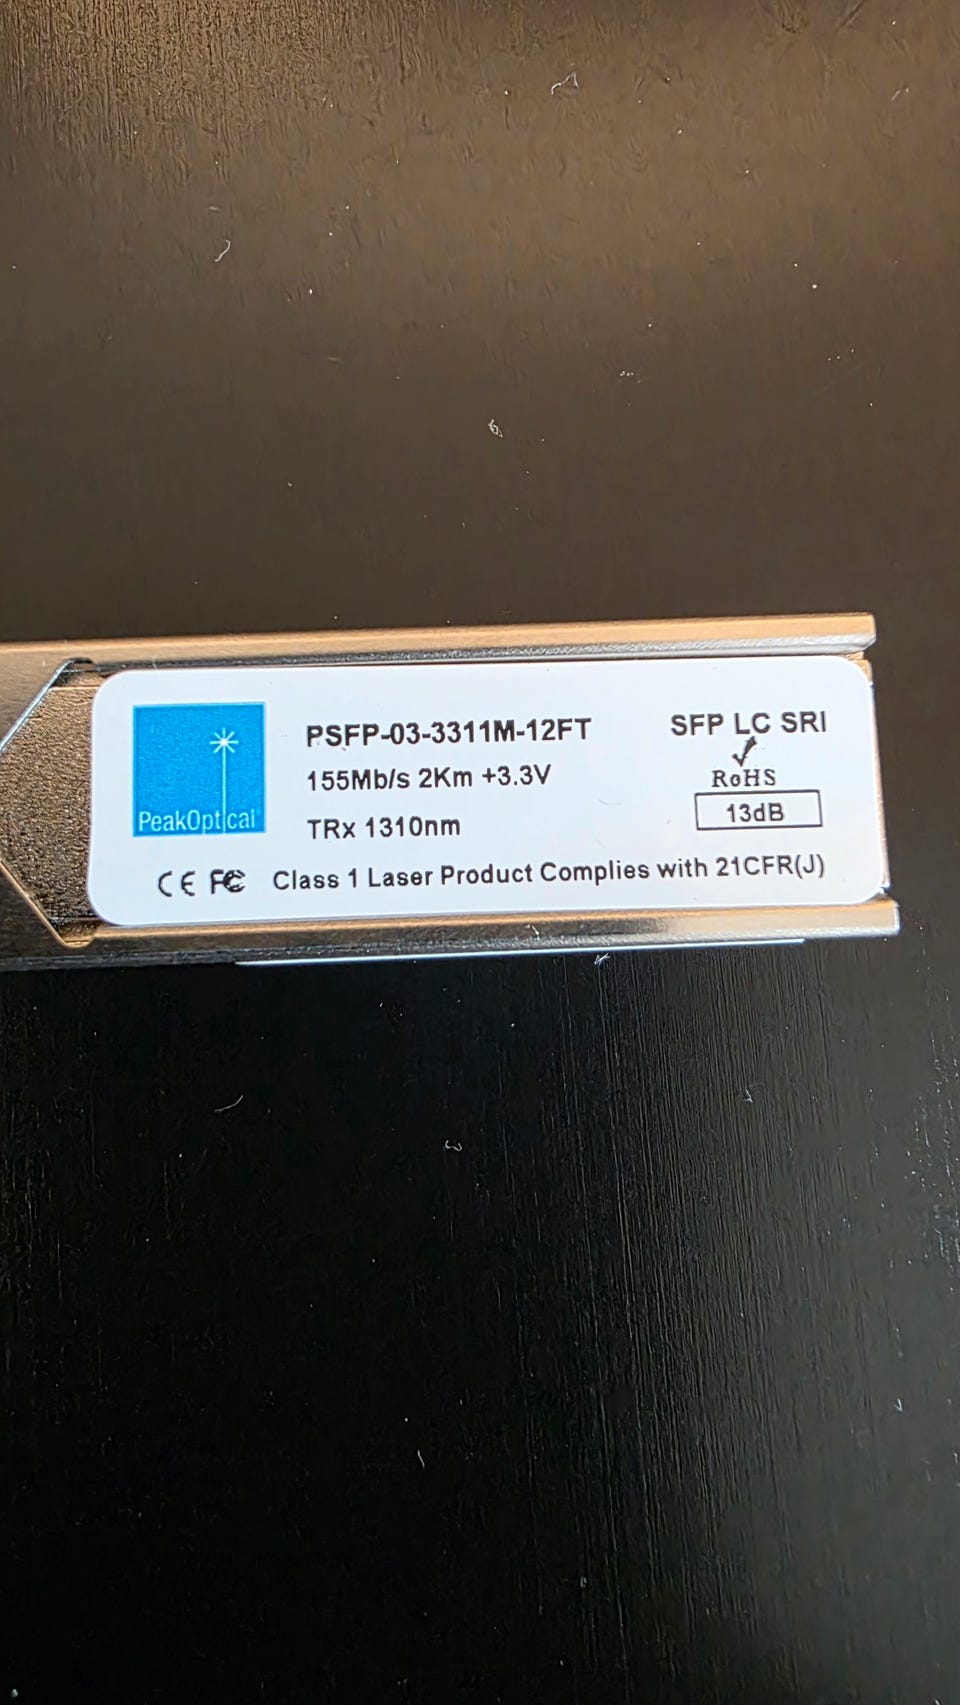 PeakOptical
PSFP-03-3311M-12FT
155Mb/s 2Km +3.3V
TRx 1310nm
SFP LC SRI
RoHS
13dB
CE FC Class 1 Laser Product Complies with 21CFR(J)